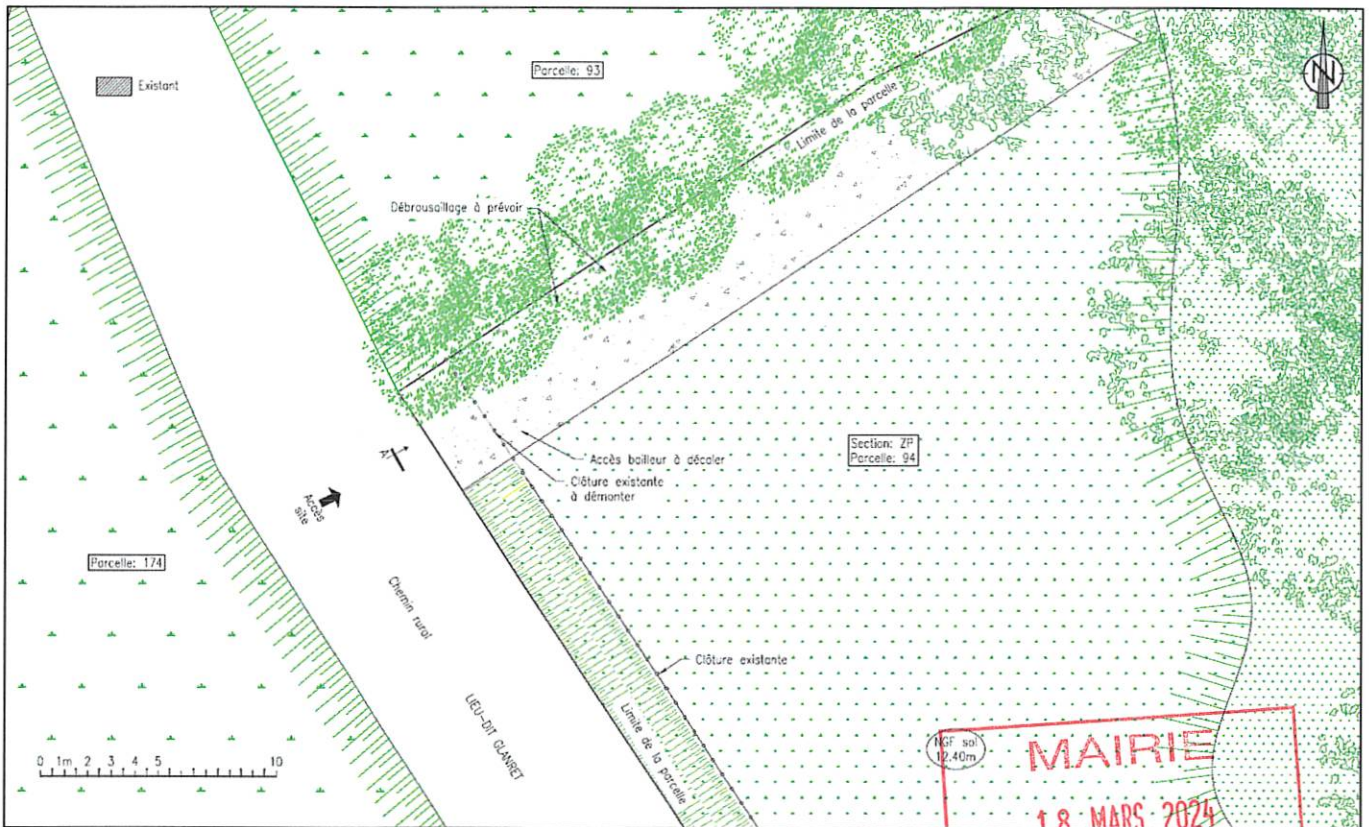 Existant
Parcelle: 93
N
Limite de la parcelle
Débrousaillage à prévoir
Section: ZP
Parcelle: 94
Accès bailleur à décaler
Clôture existante
à démonter
Accès
site
Parcelle: 174
Chemin rural
Clôture existante
LIEU-DIT GLANRET
Limite de la parcelle
NGF sol
12.40m
MAIRIE
18 MARS 2024
0 1m 2 3 4 5 10